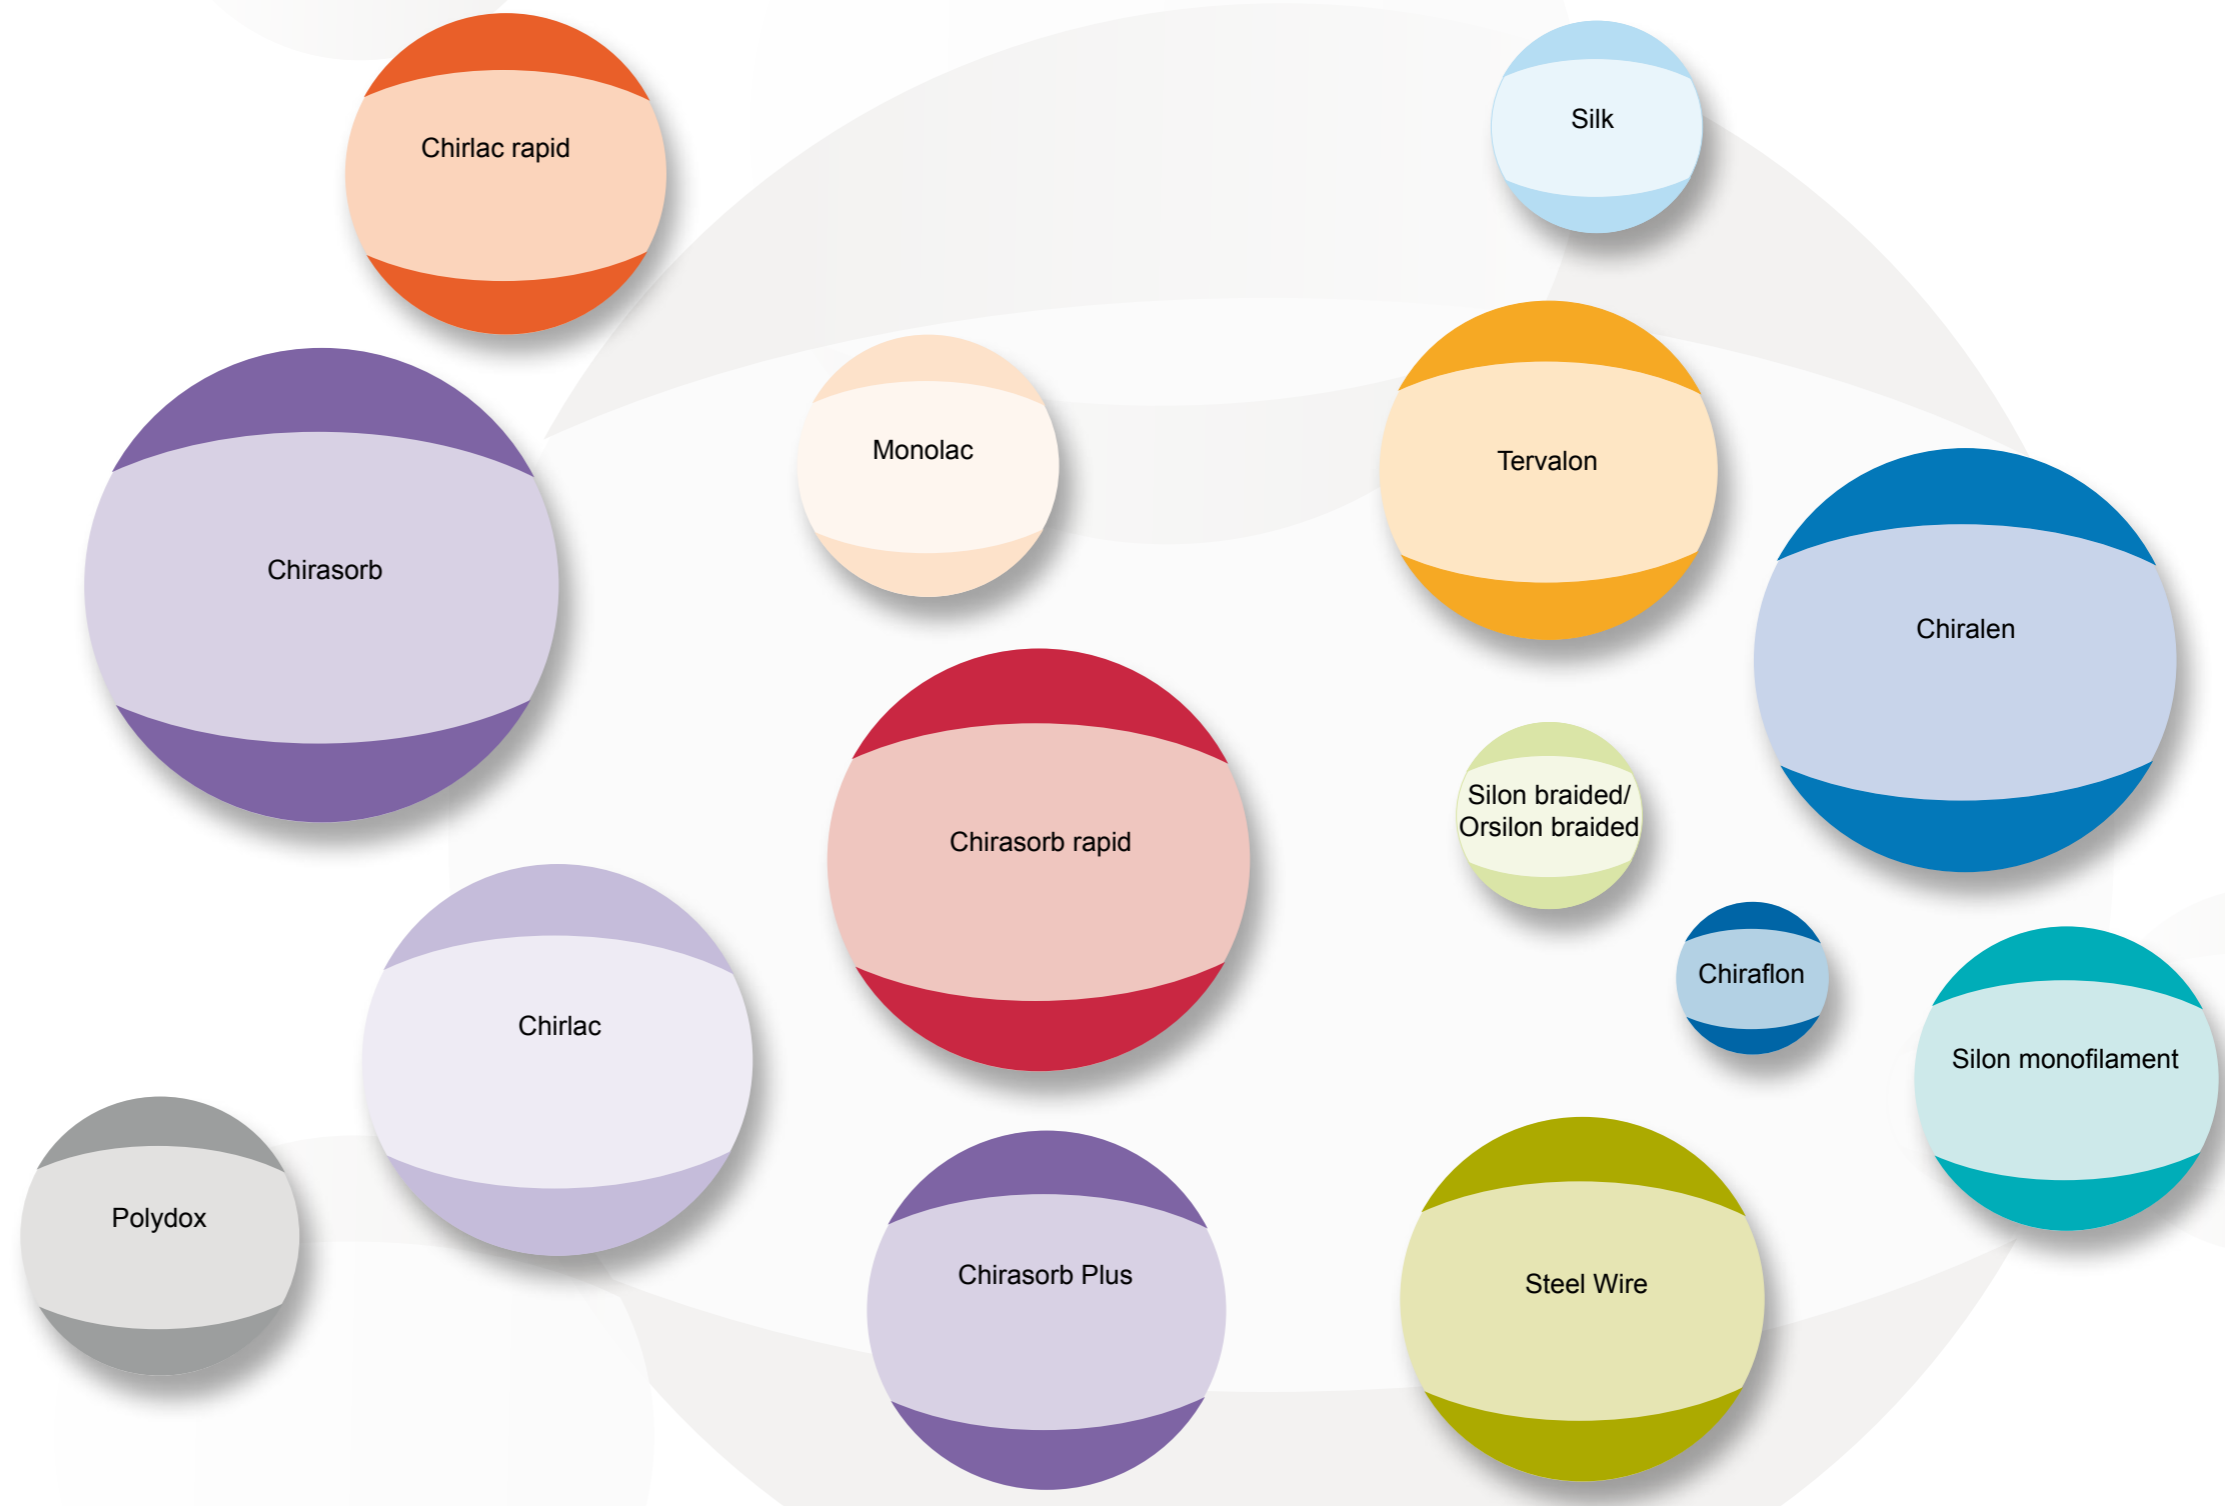 Chirlac rapid
Silk
Monolac
Tervalon
Chirasorb
Chiralen
Silon braided/
Orsilon braided
Chirasorb rapid
Chiraflon
Chirlac
Silon monofilament
Polydox
Chirasorb Plus
Steel Wire